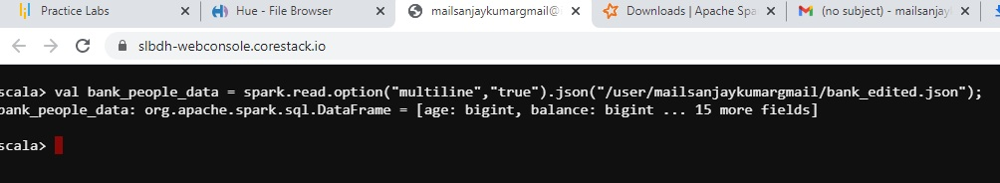 Practice Labs
Hue - File Browser
mailsanjaykumargmail@
Downloads | Apache Spa
(no subject) - mailsanjay
slbdh-webconsole.corestack.io
scala> val bank_people_data = spark.read.option("multiline","true").json("/user/mailsanjaykumargmail/bank_edited.json");
bank_people_data: org.apache.spark.sql.DataFrame = [age: bigint, balance: bigint ... 15 more fields]
scala>